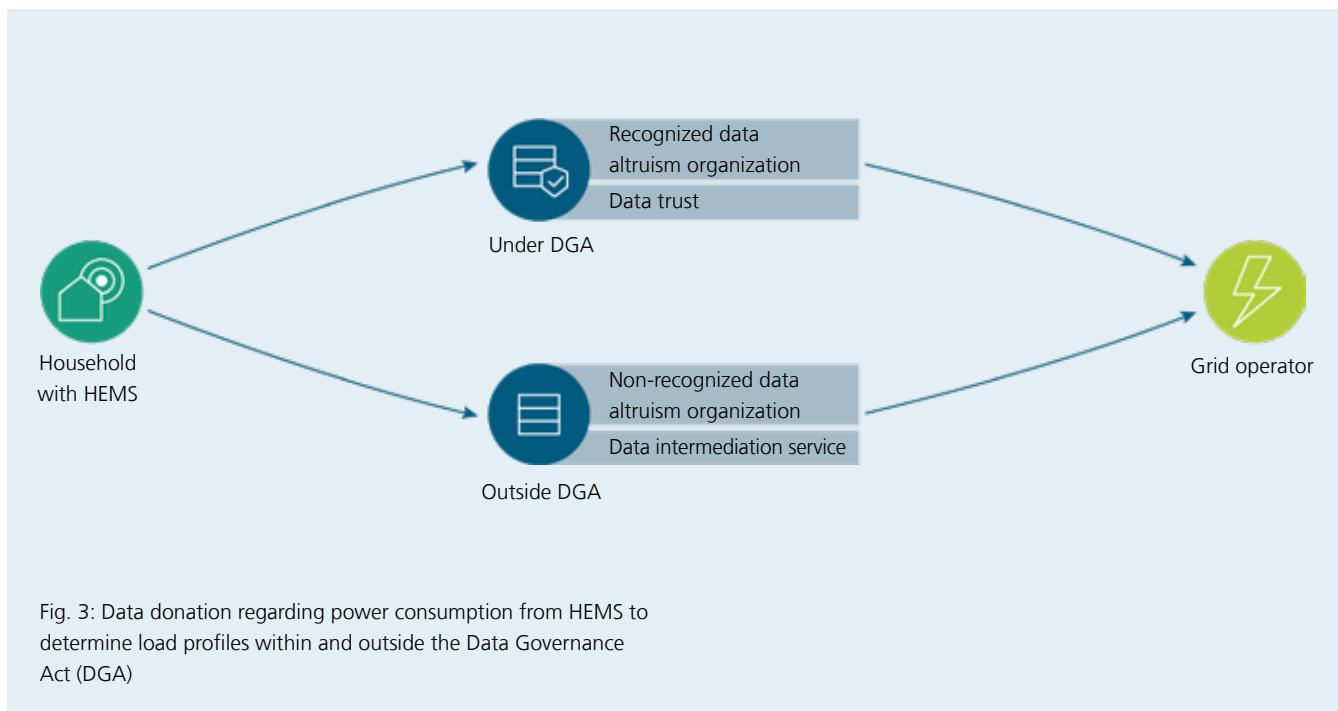 Recognized data
altruism organization
Data trust
Under DGA
Household
with HEMS
Non-recognized data
altruism organization
Data intermediation service
Outside DGA
Grid operator
Fig. 3: Data donation regarding power consumption from HEMS to
determine load profiles within and outside the Data Governance
Act (DGA)